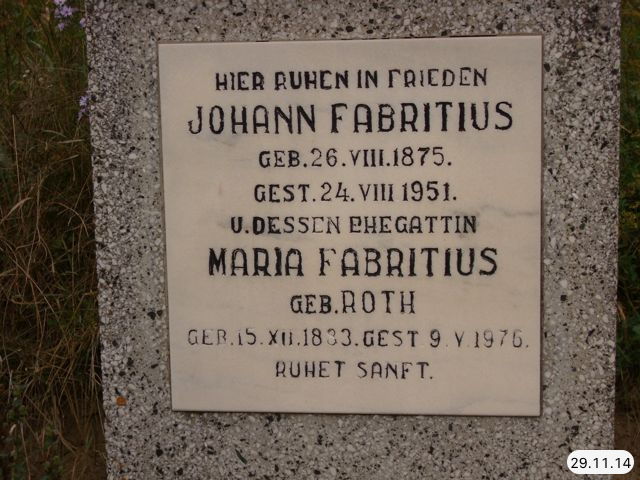 HIER RUHEN IN FRIEDEN
JOHANN FABRITIUS
GEB. 26. VIII. 1875.
GEST. 24. VIII 1951.
U. DESSEN EHEGATTIN
MARIA FABRITIUS
GEB. ROTH
GEB. 15. XII. 1883. GEST 9. V. 1976.
RUHET SANFT.
29.11.14